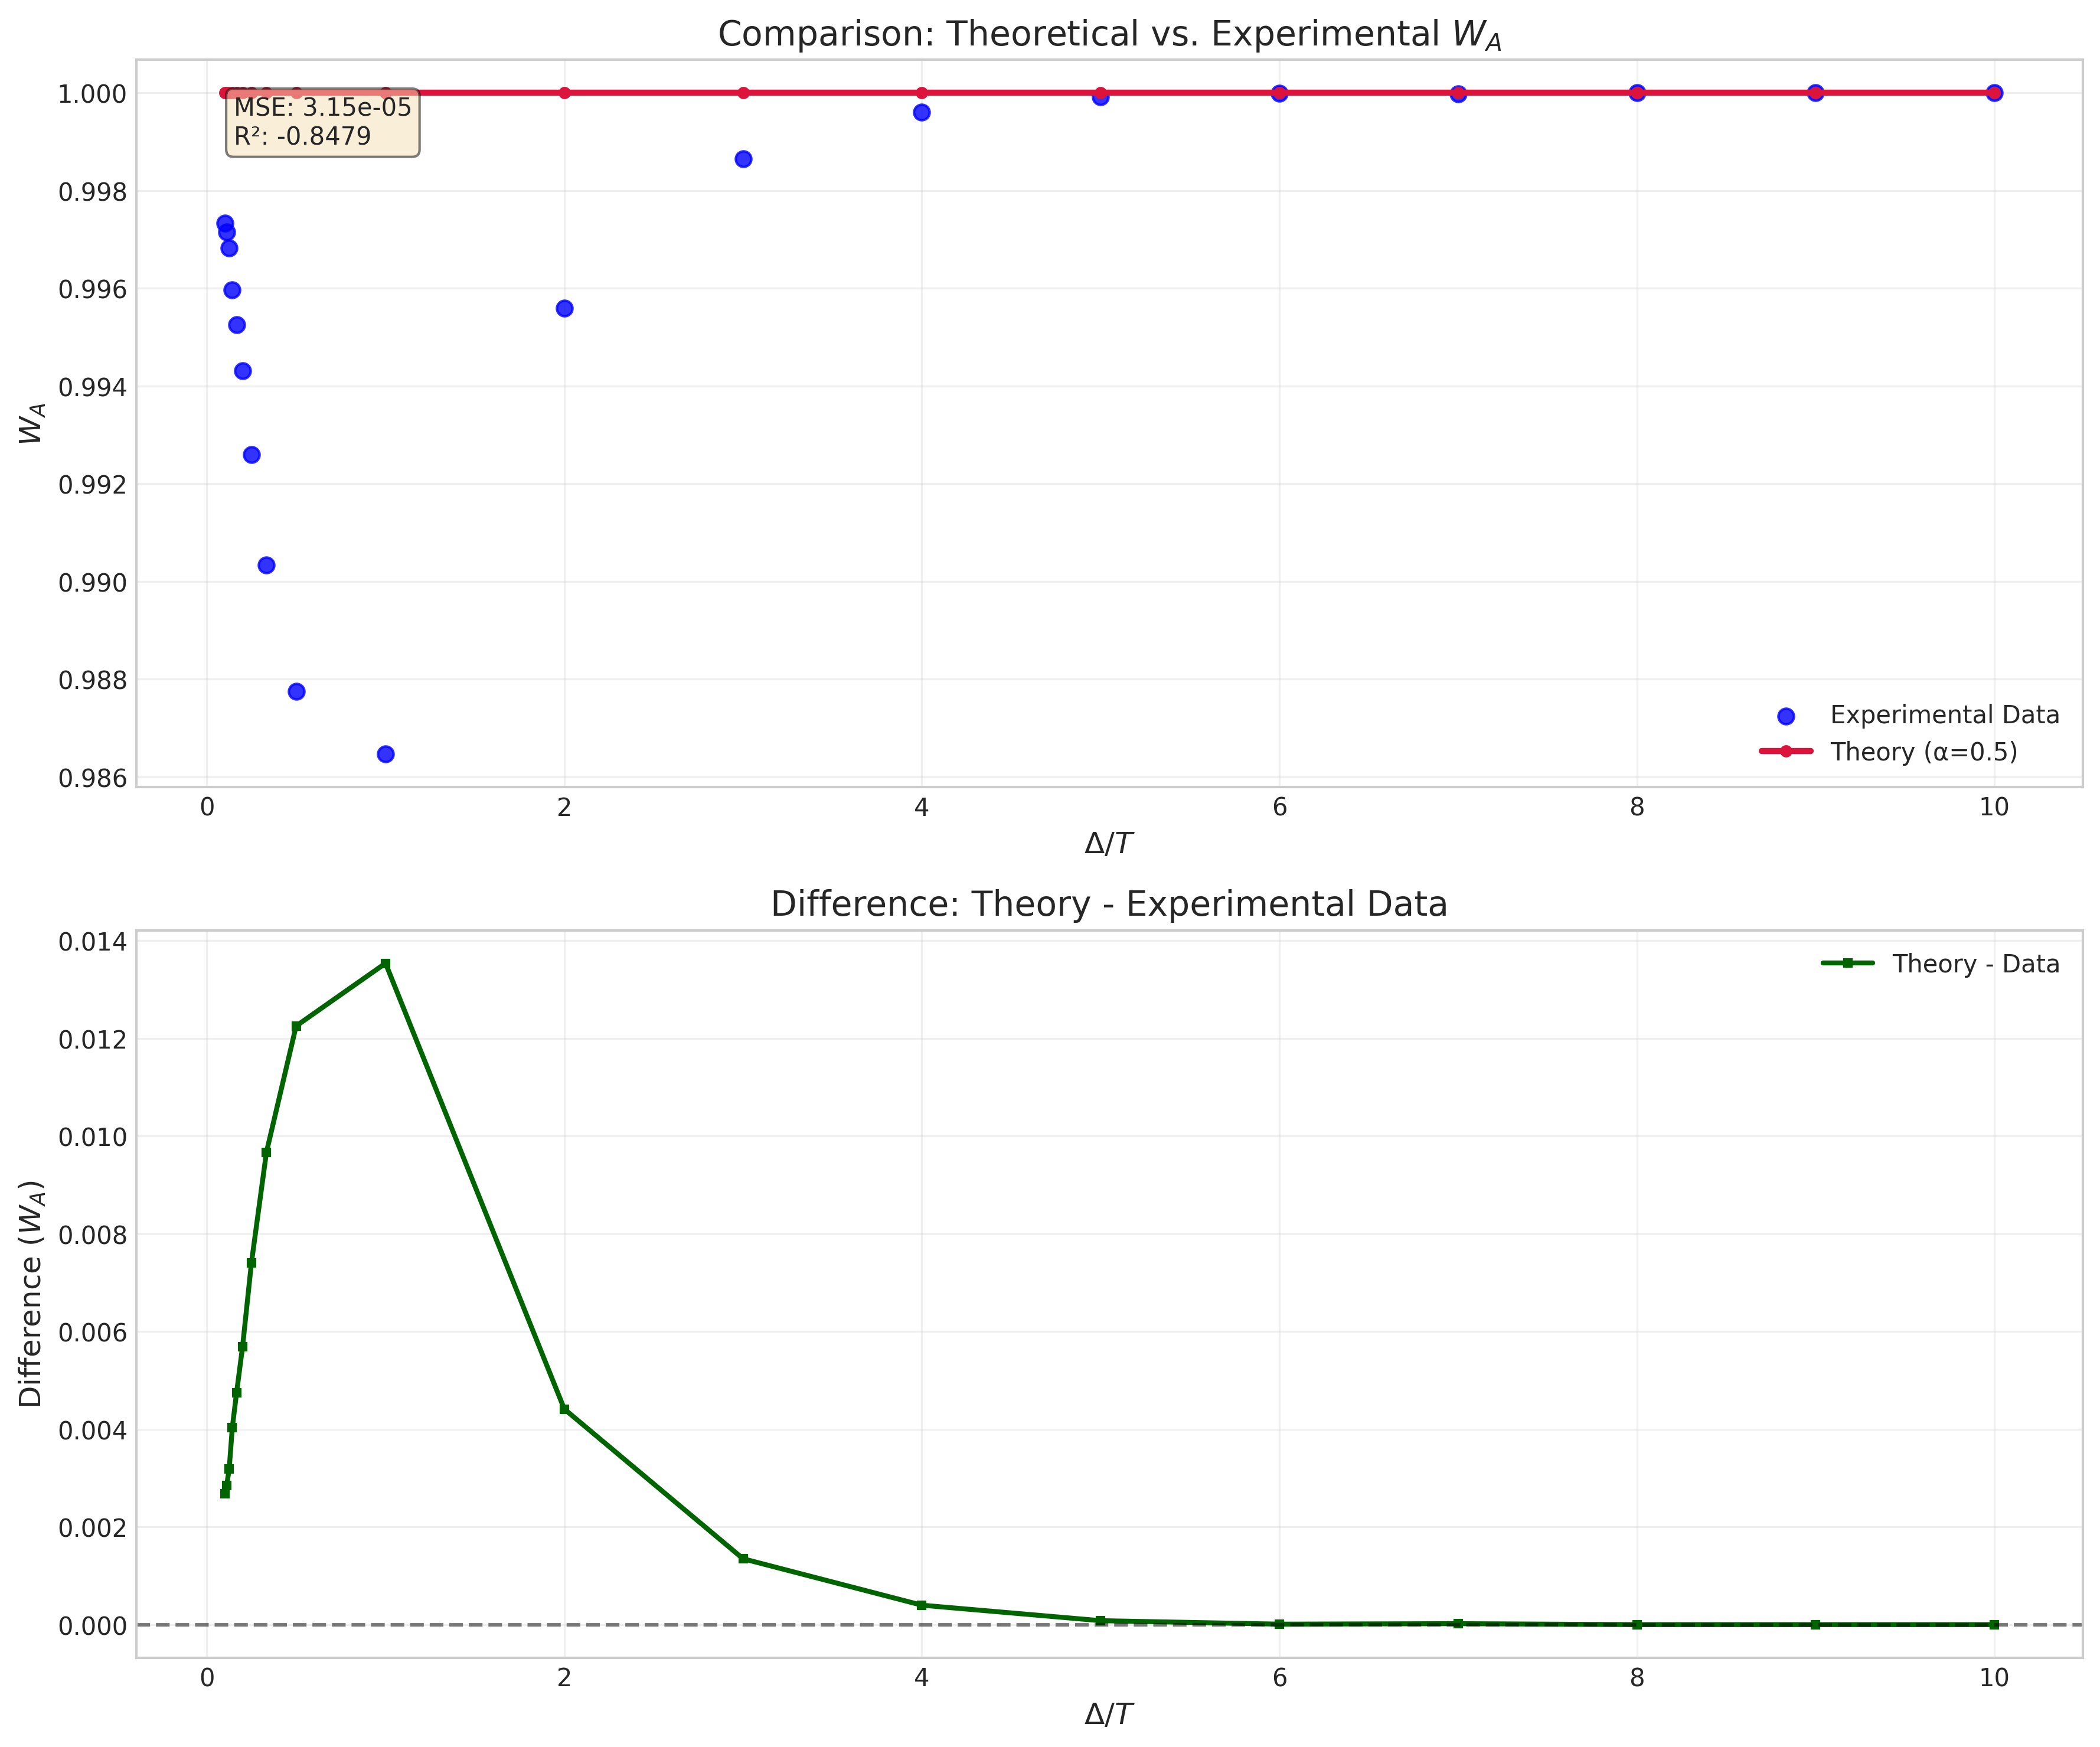 Comparison: Theoretical vs. Experimental W_A
1.000
0.998
0.996
0.994
0.992
0.990
0.988
0.986
W_A
MSE: 3.15e-05
R²: -0.8479
Experimental Data
Theory (α=0.5)
0 2 4 6 8 10
Δ/T
Difference: Theory - Experimental Data
0.014
0.012
0.010
0.008
0.006
0.004
0.002
0.000
Difference (W_A)
Theory - Data
0 2 4 6 8 10
Δ/T